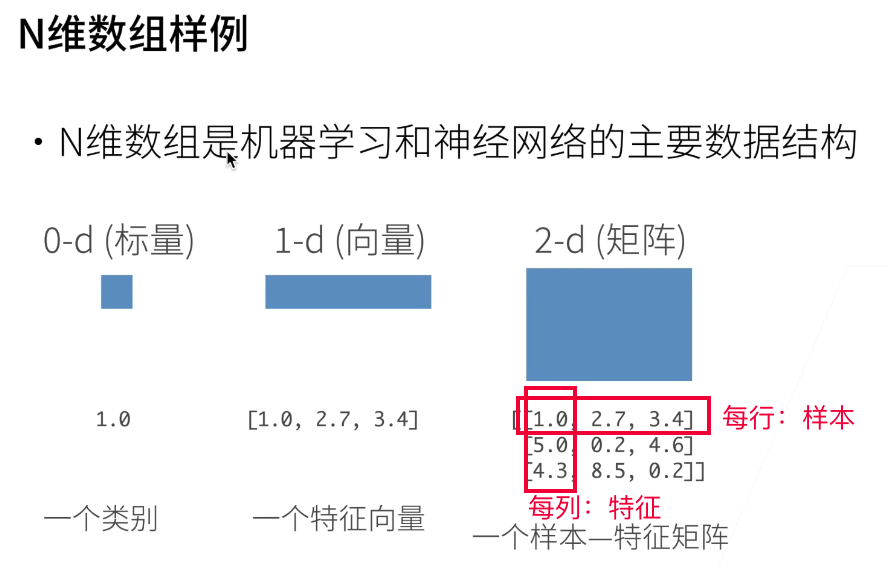 N维数组样例
• N维数组是机器学习和神经网络的主要数据结构
0-d (标量)
1-d (向量)
2-d (矩阵)
1.0
[1.0, 2.7, 3.4]
[[1.0, 2.7, 3.4]
[5.0, 0.2, 4.6]
[4.3, 8.5, 0.2]]
每行：样本
每列：特征
一个类别
一个特征向量
一个样本—特征矩阵